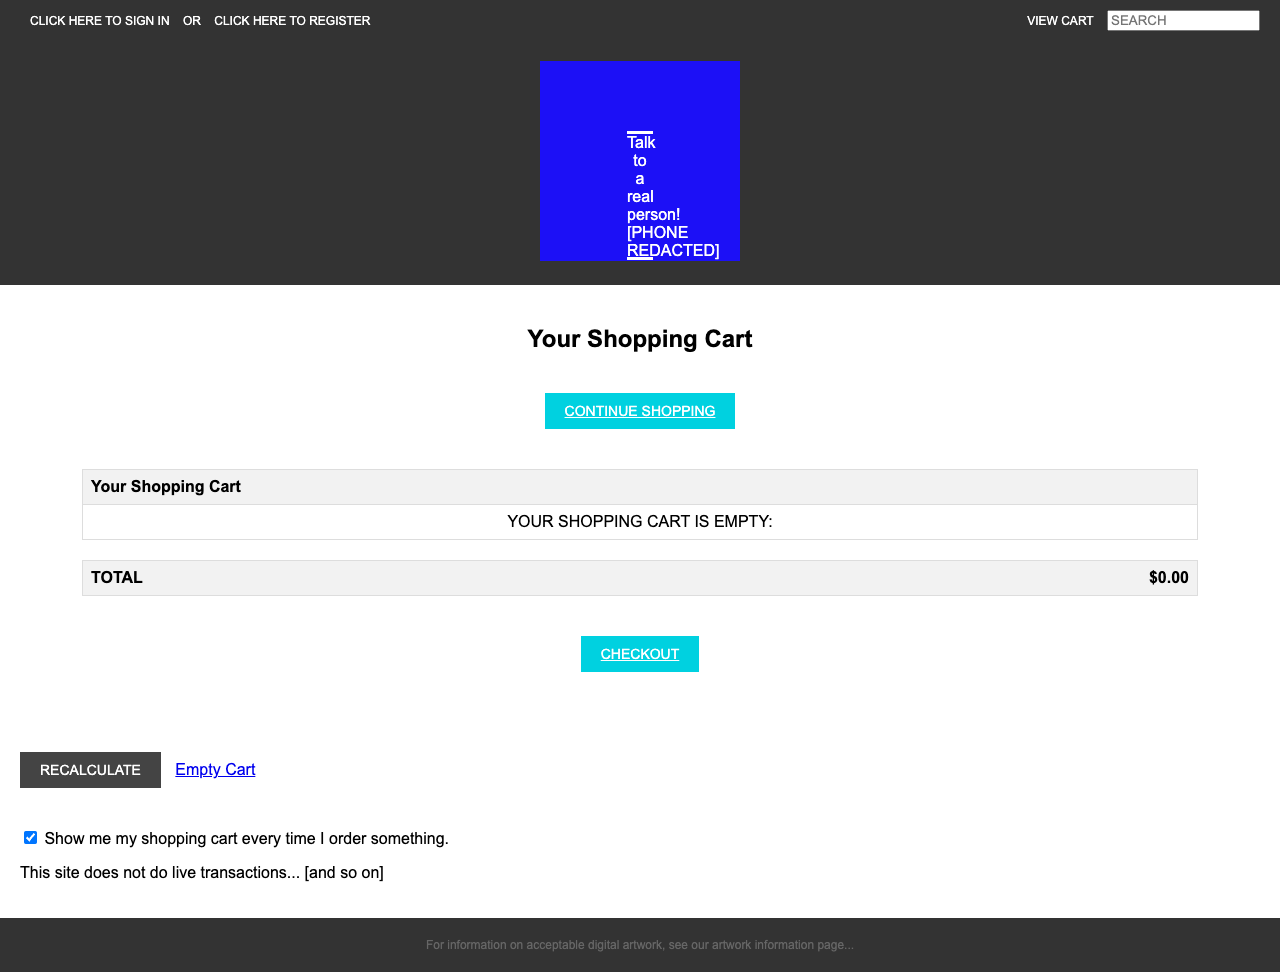 CLICK HERE TO SIGN IN OR CLICK HERE TO REGISTER VIEW CART SEARCH
Talk
to
a
real
person!
[PHONE
REDACTED]
Your Shopping Cart
CONTINUE SHOPPING
Your Shopping Cart
YOUR SHOPPING CART IS EMPTY:
TOTAL $0.00
CHECKOUT
RECALCULATE Empty Cart
Show me my shopping cart every time I order something.
This site does not do live transactions... [and so on]
For information on acceptable digital artwork, see our artwork information page...